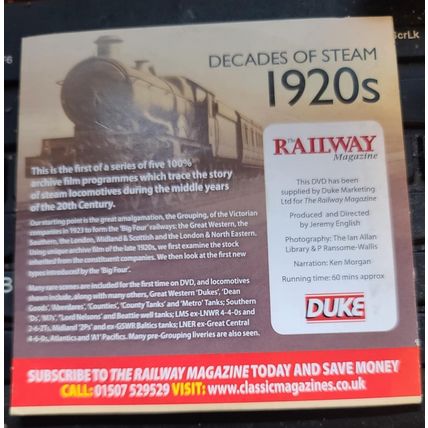 ScrLk
F6
DECADES OF STEAM
1920s
This is the first of a series of five 100%
archive film programmes which trace the story
of steam locomotives during the middle years
of the 20th Century.
Our starting point is the great amalgamation, the Grouping, of the Victorian
companies in 1923 to form the 'Big Four' railways; the Great Western, the
Southern, the London, Midland & Scottish and the London & North Eastern.
Using unique archive film of the late 1920s, we first examine the stock
inherited from the constituent companies. We then look at the first new
types introduced by the 'Big Four'.
Many rare scenes are included for the first time on DVD, and locomotives
shown include, along with many others, Great Western 'Dukes', 'Dean
Goods', 'Aberdares', 'Counties', 'County Tanks' and 'Metro' Tanks; Southern
'Ds', 'M7s', 'Lord Nelsons' and Beattie well tanks; LMS ex-LNWR 4-4-0s and
2-6-2Ts, Midland '2Ps' and ex-GSWR Baltics tanks; LNER ex-Great Central
4-6-0s, Atlantics and 'A1' Pacifics. Many pre-Grouping liveries are also seen.
The
RAILWAY
Magazine
This DVD has been
supplied by Duke Marketing
Ltd for The Railway Magazine
Produced and Directed
by Jeremy English
Photography: The Ian Allan
Library & P Ransome-Wallis
Narration: Ken Morgan
Running time: 60 mins approx
DUKE
SUBSCRIBE TO THE RAILWAY MAGAZINE TODAY AND SAVE MONEY
CALL: 01507 529529 VISIT: www.classicmagazines.co.uk